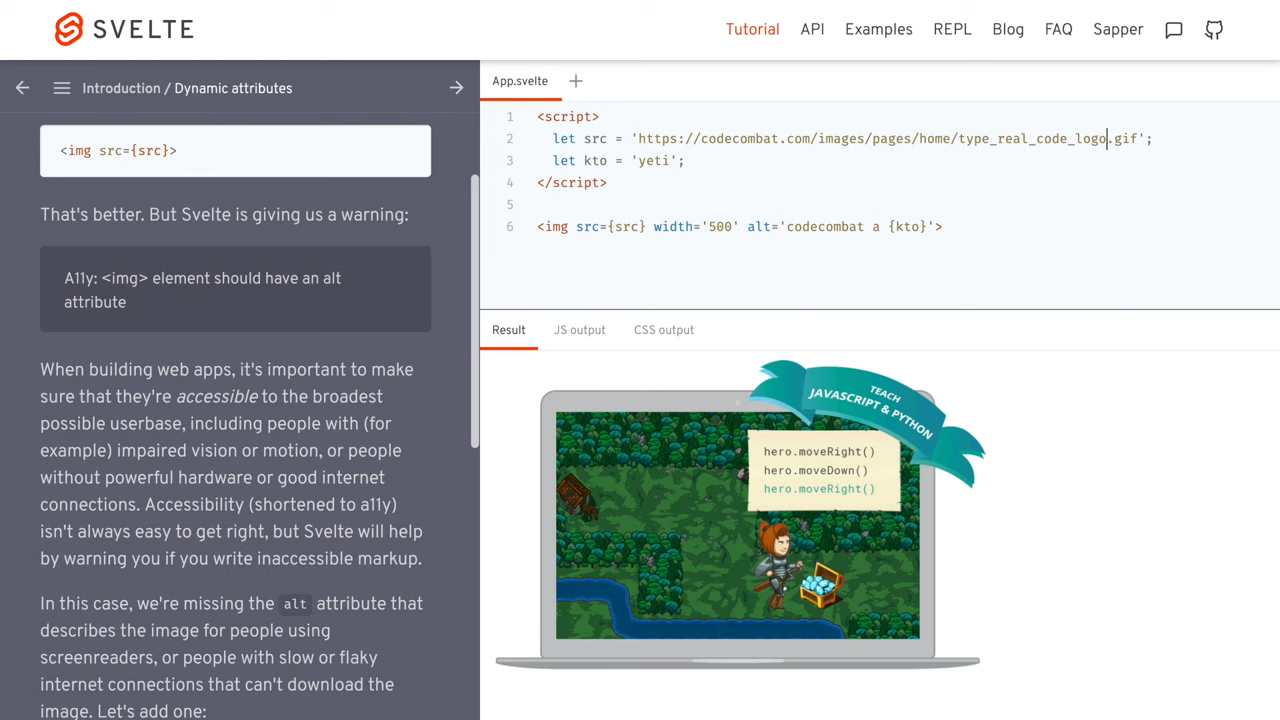 SVELTE
Tutorial API Examples REPL Blog FAQ Sapper
Introduction / Dynamic attributes
<img src={src}>
That's better. But Svelte is giving us a warning:
A11y: <img> element should have an alt
attribute
When building web apps, it's important to make
sure that they're accessible to the broadest
possible userbase, including people with (for
example) impaired vision or motion, or people
without powerful hardware or good internet
connections. Accessibility (shortened to a11y)
isn't always easy to get right, but Svelte will help
by warning you if you write inaccessible markup.
In this case, we're missing the alt attribute that
describes the image for people using
screenreaders, or people with slow or flaky
internet connections that can't download the
image. Let's add one:
App.svelte +
1 <script>
2 let src = 'https://codecombat.com/images/pages/home/type_real_code_logo.gif';
3 let kto = 'yeti';
4 </script>
5
6 <img src={src} width='500' alt='codecombat a {kto}'>
Result JS output CSS output
TEACH
JAVASCRIPT & PYTHON
hero.moveRight()
hero.moveDown()
hero.moveRight()